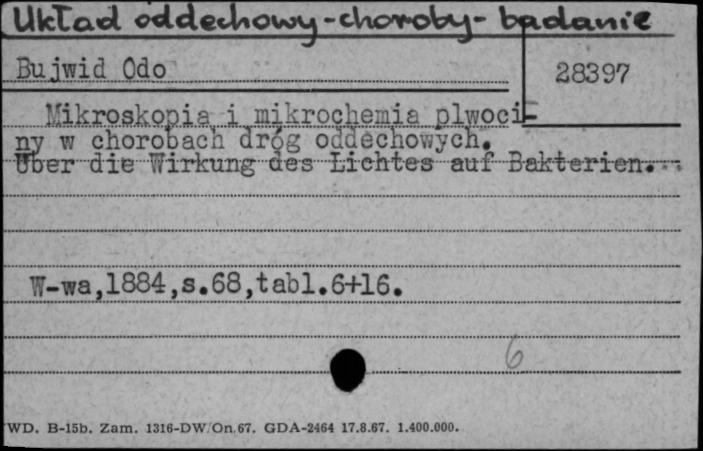 Układ oddechowy-choroby-badanie
Bujwid Odo
28397
Mikroskopia i mikrochemia plwoci-
ny w chorobach dróg oddechowych.
Über die Wirkung des Lichtes auf Bakterien.
W-wa,1884,s.68,tabl.6+16.
6
WD. B-15b. Zam. 1316-DW/On.67. GDA-2464 17.8.67. 1.400.000.